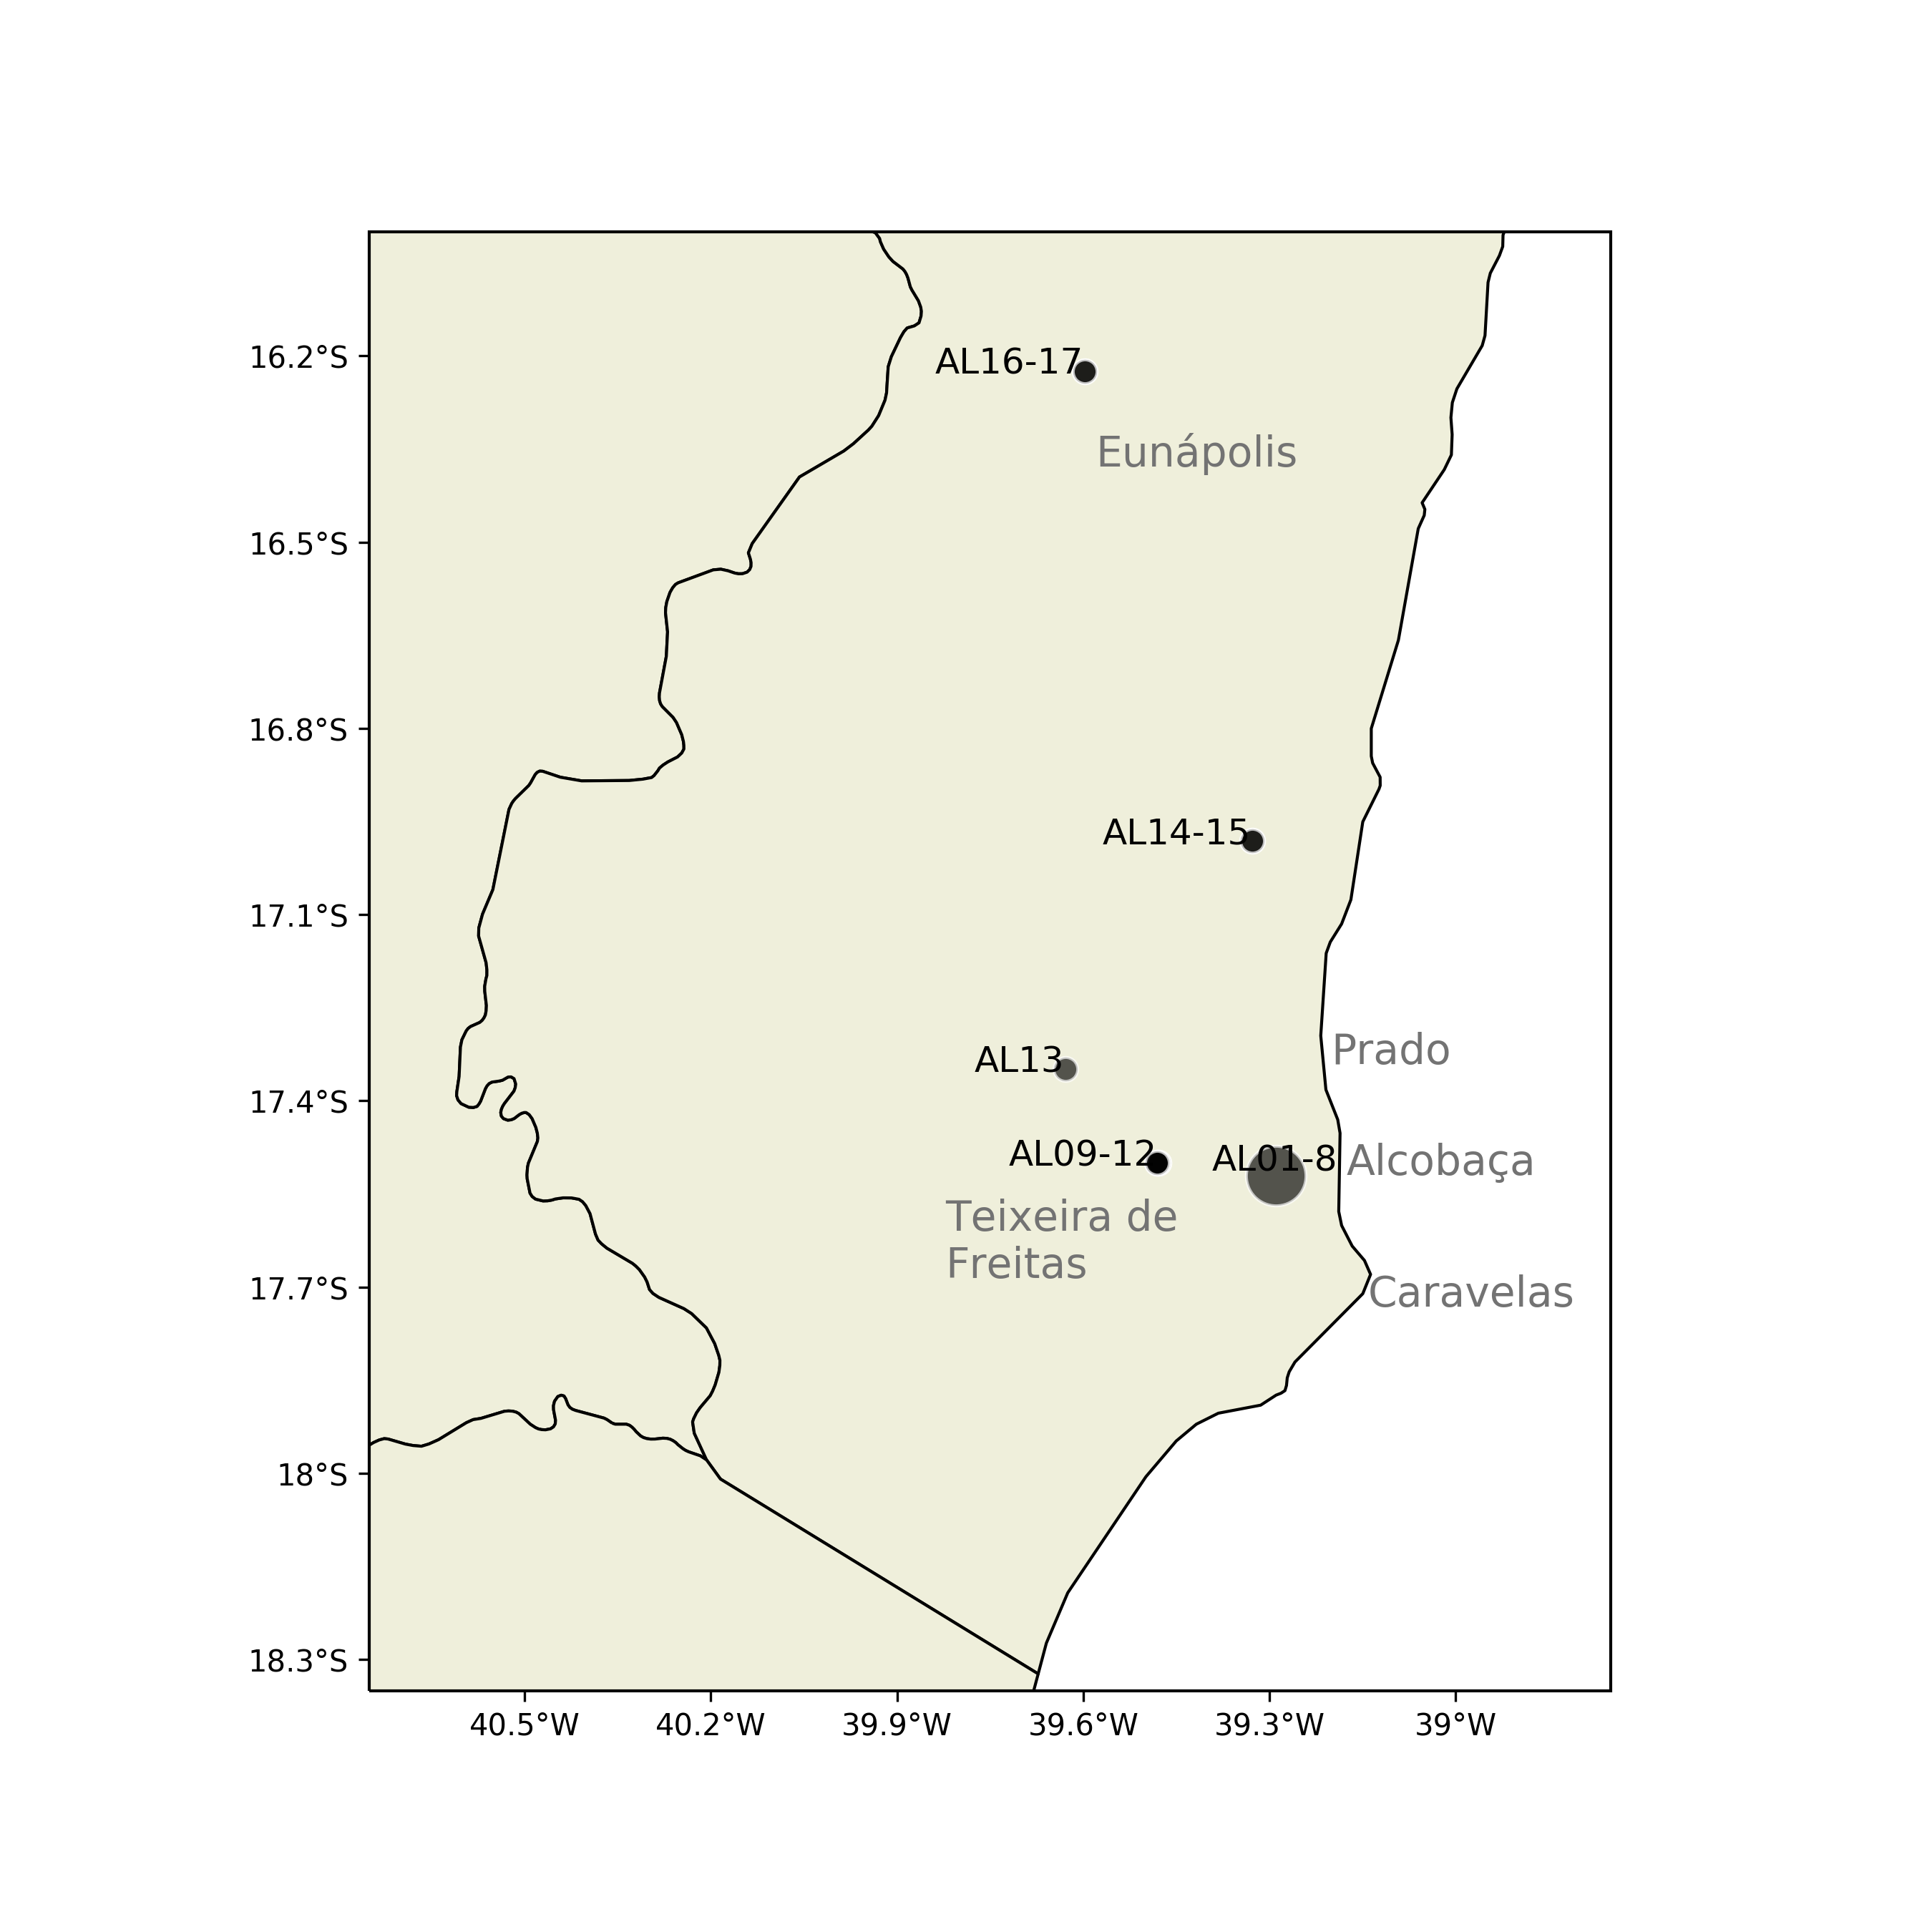 16.2°S
AL16-17
Eunápolis
16.5°S
16.8°S
AL14-15
17.1°S
Prado
AL13
17.4°S
AL09-12
AL01-8
Alcobaça
Teixeira de
Freitas
17.7°S
Caravelas
18°S
18.3°S
40.5°W
40.2°W
39.9°W
39.6°W
39.3°W
39°W